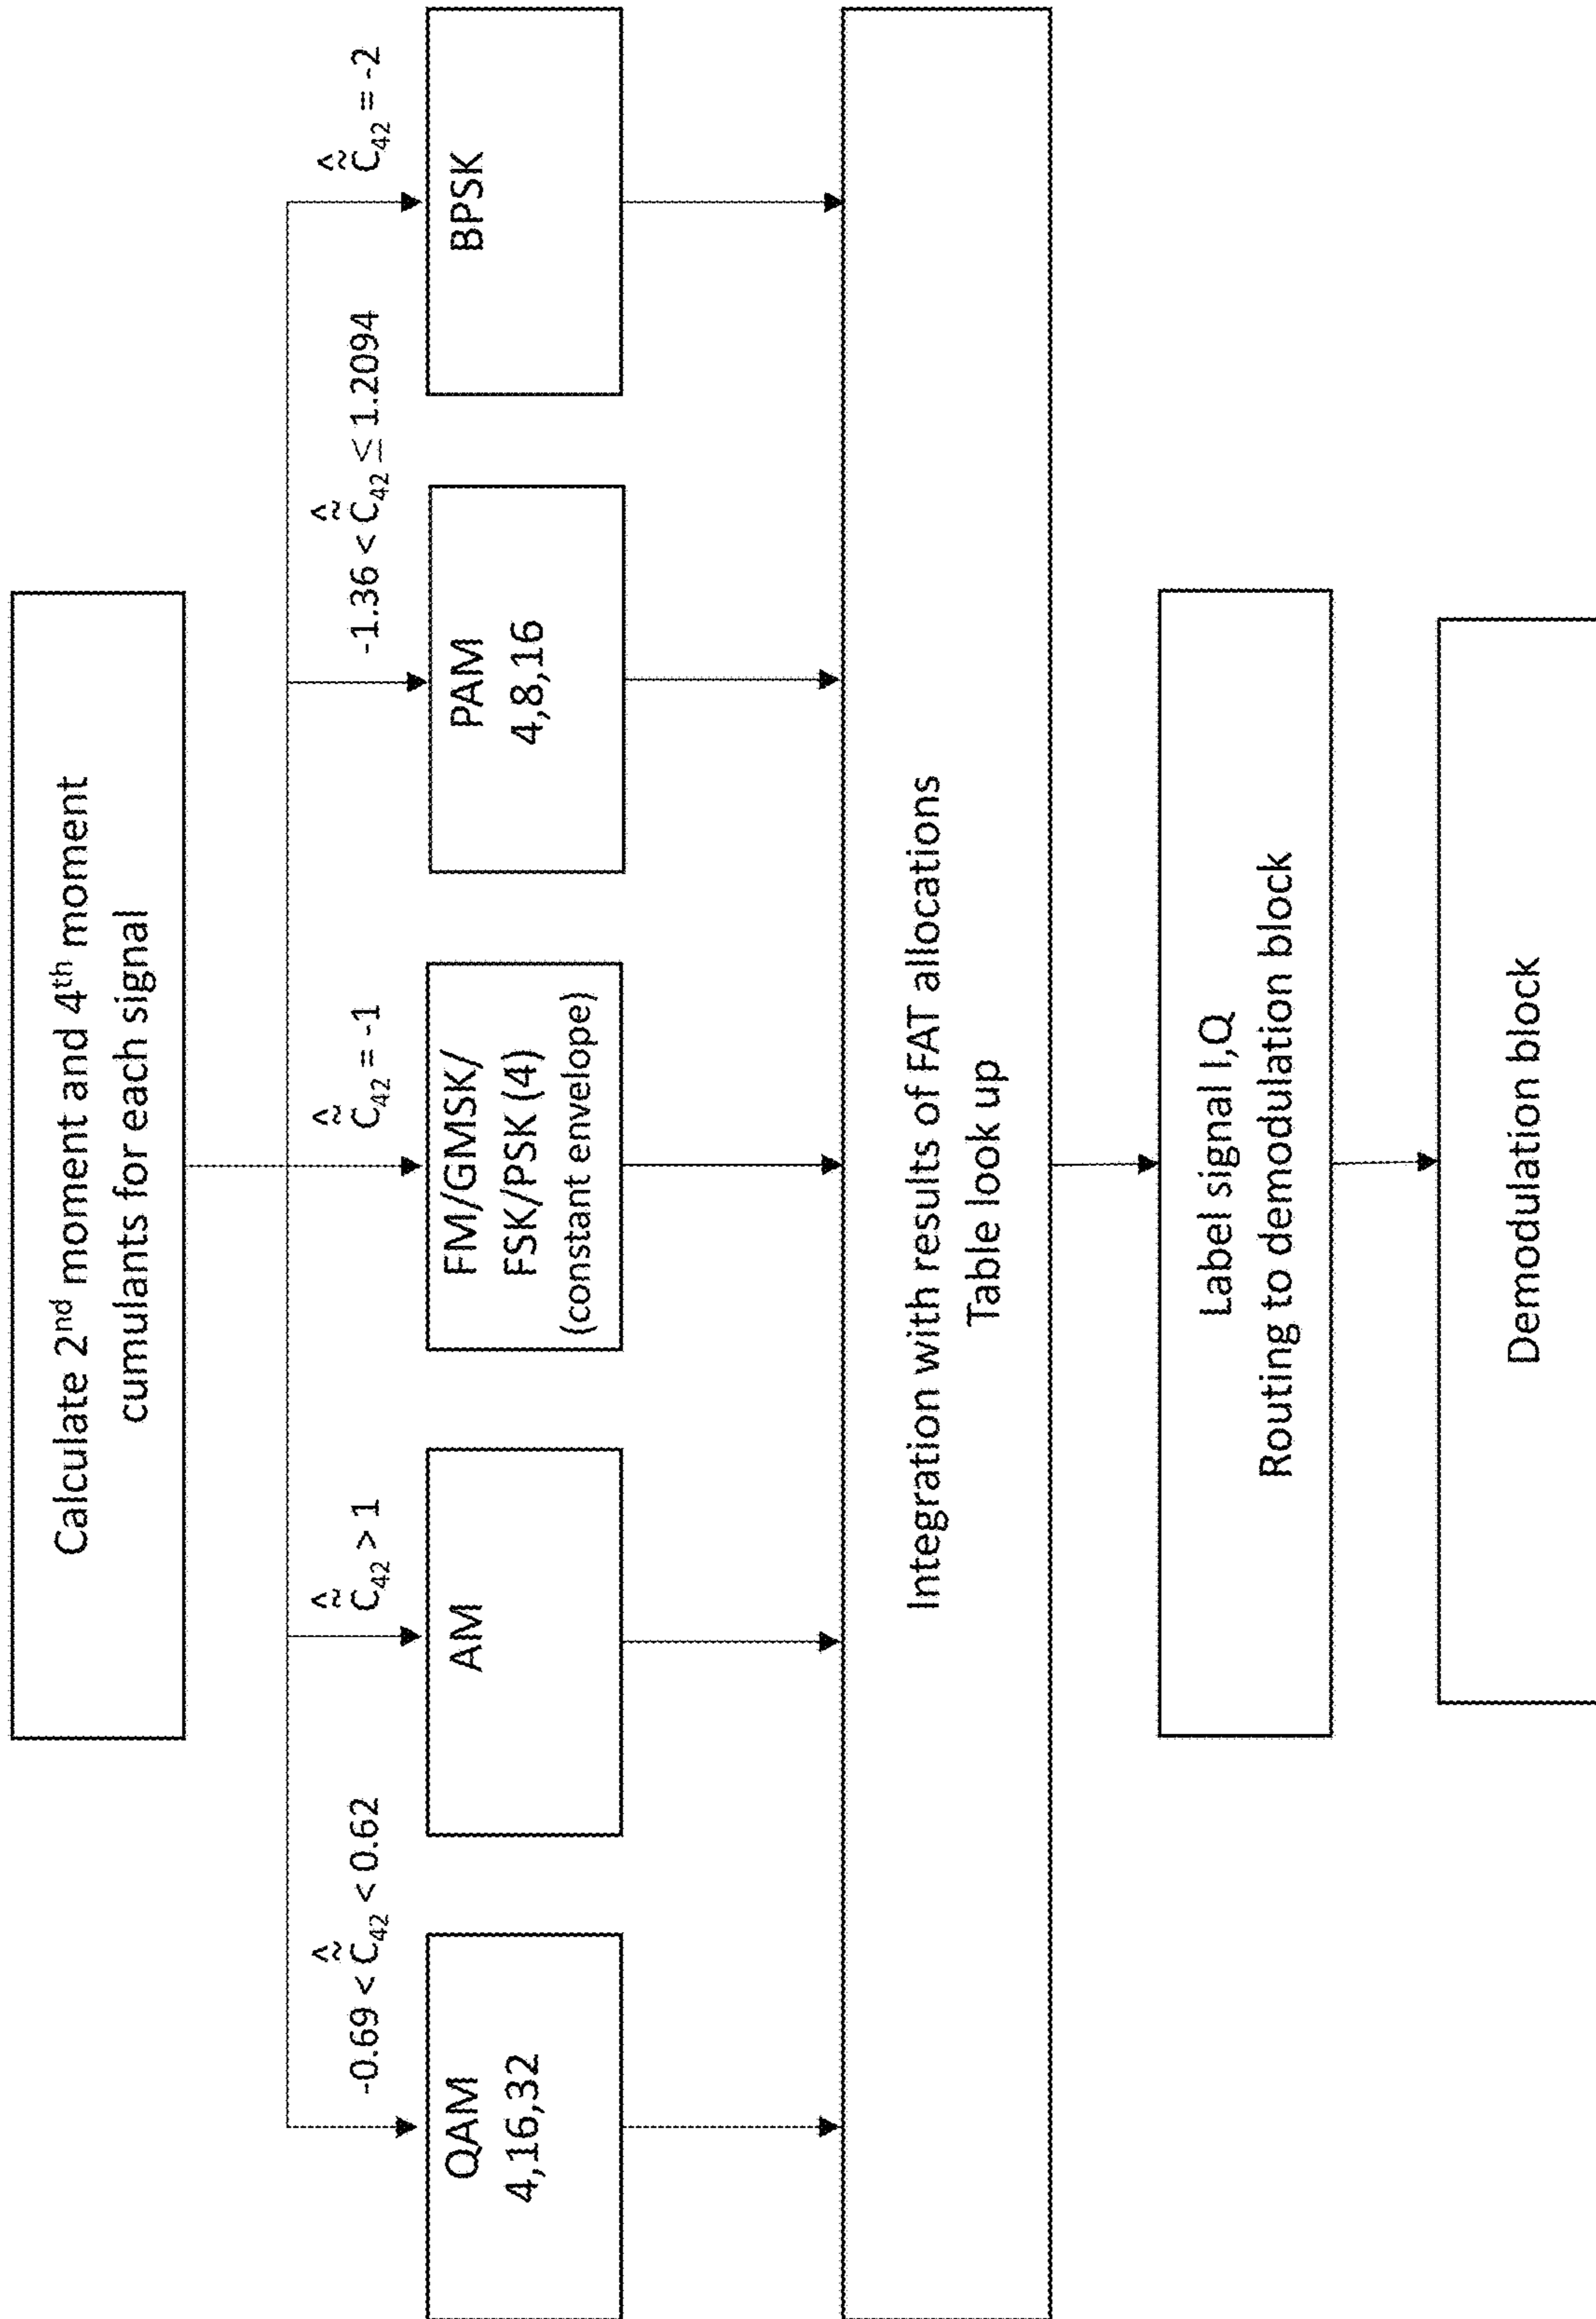 Calculate 2nd moment and 4th moment
cumulants for each signal
-0.69 < Ĉ̃42 < 0.62
Ĉ̃42 > 1
Ĉ̃42 = -1
-1.36 < Ĉ̃42 ≤ 1.2094
Ĉ̃42 = -2
QAM
4,16,32
AM
FM/GMSK/
FSK/PSK (4)
(constant envelope)
PAM
4,8,16
BPSK
Integration with results of FAT allocations
Table look up
Label signal I,Q
Routing to demodulation block
Demodulation block